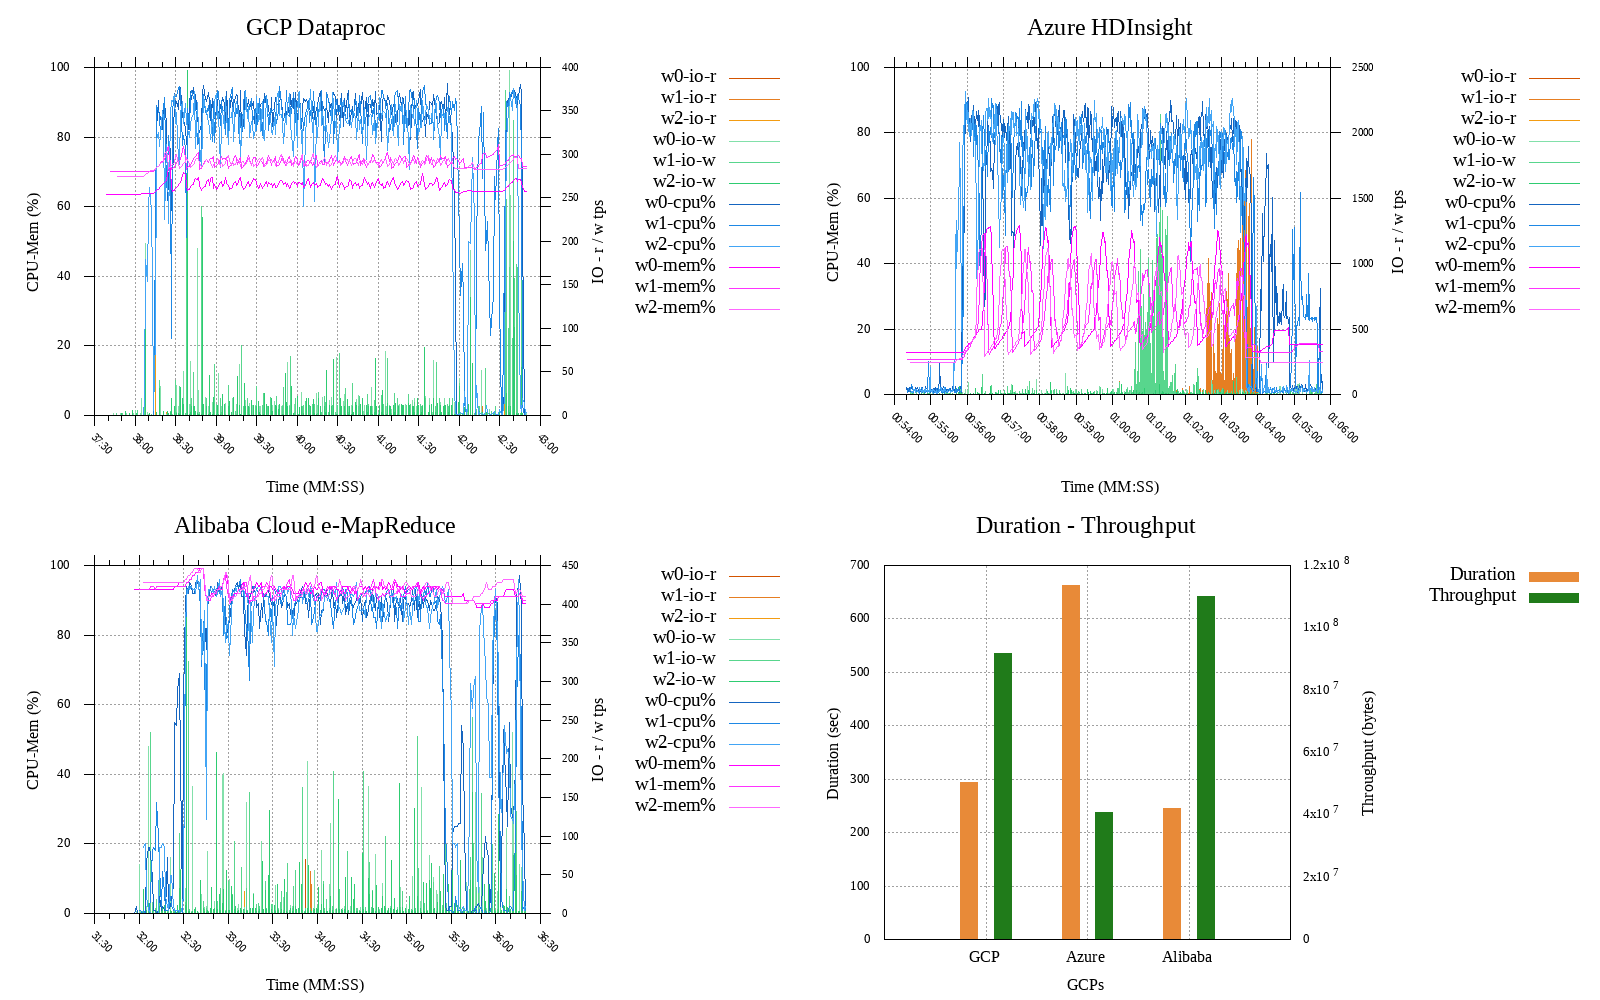 GCP Dataproc
100
80
60
40
20
0
400
350
300
250
200
150
100
50
0
37:30
38:00
38:30
39:00
39:30
40:00
40:30
41:00
41:30
42:00
42:30
43:00
CPU-Mem (%)
IO - r / w tps
Time (MM:SS)
w0-io-r
w1-io-r
w2-io-r
w0-io-w
w1-io-w
w2-io-w
w0-cpu%
w1-cpu%
w2-cpu%
w0-mem%
w1-mem%
w2-mem%
Azure HDInsight
100
80
60
40
20
0
2500
2000
1500
1000
500
0
00:54:00
00:55:00
00:56:00
00:57:00
00:58:00
00:59:00
01:00:00
01:01:00
01:02:00
01:03:00
01:04:00
01:05:00
01:06:00
CPU-Mem (%)
IO - r / w tps
Time (MM:SS)
w0-io-r
w1-io-r
w2-io-r
w0-io-w
w1-io-w
w2-io-w
w0-cpu%
w1-cpu%
w2-cpu%
w0-mem%
w1-mem%
w2-mem%
Alibaba Cloud e-MapReduce
100
80
60
40
20
0
450
400
350
300
250
200
150
100
50
0
31:30
32:00
32:30
33:00
33:30
34:00
34:30
35:00
35:30
36:00
36:30
CPU-Mem (%)
IO - r / w tps
Time (MM:SS)
w0-io-r
w1-io-r
w2-io-r
w0-io-w
w1-io-w
w2-io-w
w0-cpu%
w1-cpu%
w2-cpu%
w0-mem%
w1-mem%
w2-mem%
Duration - Throughput
700
600
500
400
300
200
100
0
1.2x10 8
1x10 8
8x10 7
6x10 7
4x10 7
2x10 7
0
Duration (sec)
Throughput (bytes)
GCP
Azure
Alibaba
GCPs
Duration
Throughput